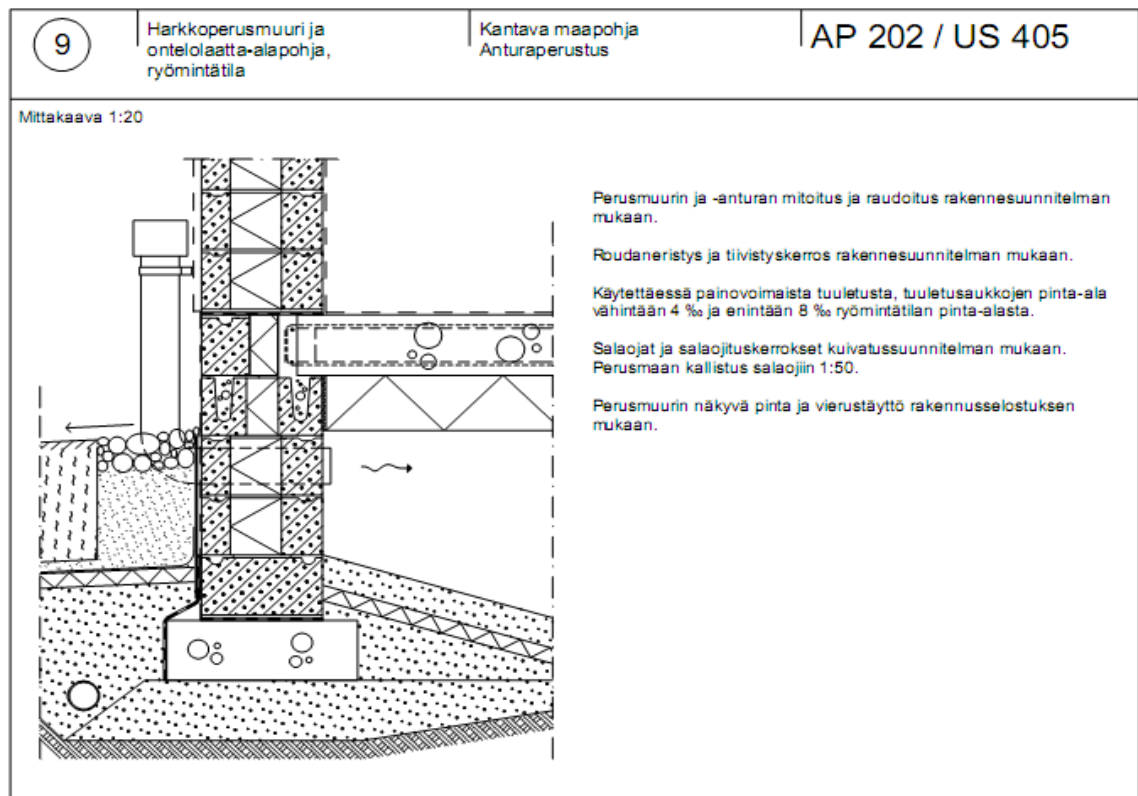 9
Harkkoperusmuuri ja
ontelolaatta-alapohja,
ryömintätila
Kantava maapohja
Anturaperustus
AP 202 / US 405
Mittakaava 1:20
Perusmuurin ja -anturan mitoitus ja raudoitus rakennesuunnitelman
mukaan.
Roudaneristys ja tiivistyskerros rakennesuunnitelman mukaan.
Käytettäessä painovoimaista tuuletusta, tuuletusaukkojen pinta-ala
vähintään 4 ‰ ja enintään 8 ‰ ryömintätilan pinta-alasta.
Salaojat ja salaojituskerrokset kuivatussuunnitelman mukaan.
Perusmaan kallistus salaojiin 1:50.
Perusmuurin näkyvä pinta ja vierustäyttö rakennusselostuksen
mukaan.